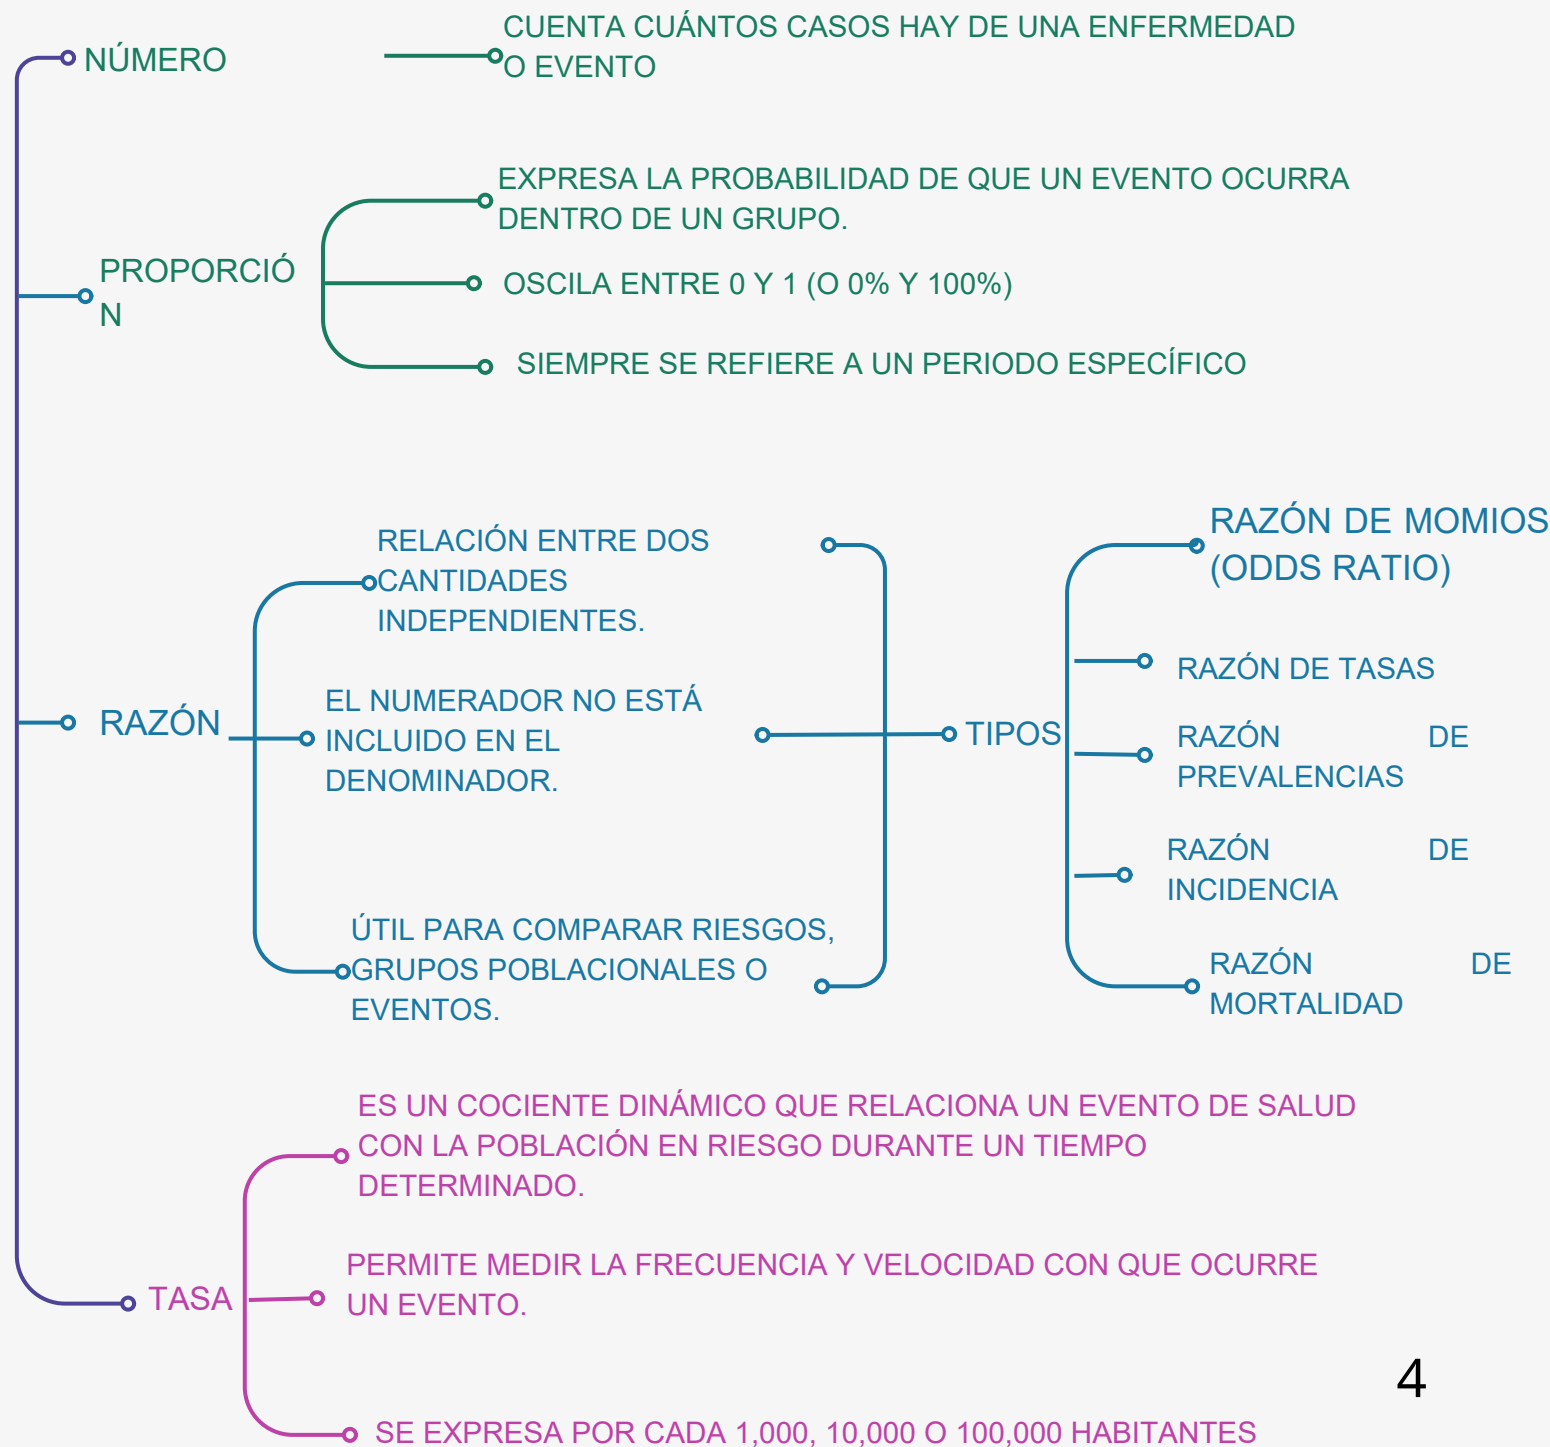 NÚMERO
CUENTA CUÁNTOS CASOS HAY DE UNA ENFERMEDAD
O EVENTO
PROPORCIÓ
N
EXPRESA LA PROBABILIDAD DE QUE UN EVENTO OCURRA
DENTRO DE UN GRUPO.
OSCILA ENTRE 0 Y 1 (O 0% Y 100%)
SIEMPRE SE REFIERE A UN PERIODO ESPECÍFICO
RAZÓN
RELACIÓN ENTRE DOS
CANTIDADES
INDEPENDIENTES.
EL NUMERADOR NO ESTÁ
INCLUIDO EN EL
DENOMINADOR.
ÚTIL PARA COMPARAR RIESGOS,
GRUPOS POBLACIONALES O
EVENTOS.
TIPOS
RAZÓN DE MOMIOS
(ODDS RATIO)
RAZÓN DE TASAS
RAZÓN DE
PREVALENCIAS
RAZÓN DE
INCIDENCIA
RAZÓN DE
MORTALIDAD
TASA
ES UN COCIENTE DINÁMICO QUE RELACIONA UN EVENTO DE SALUD
CON LA POBLACIÓN EN RIESGO DURANTE UN TIEMPO
DETERMINADO.
PERMITE MEDIR LA FRECUENCIA Y VELOCIDAD CON QUE OCURRE
UN EVENTO.
SE EXPRESA POR CADA 1,000, 10,000 O 100,000 HABITANTES
4